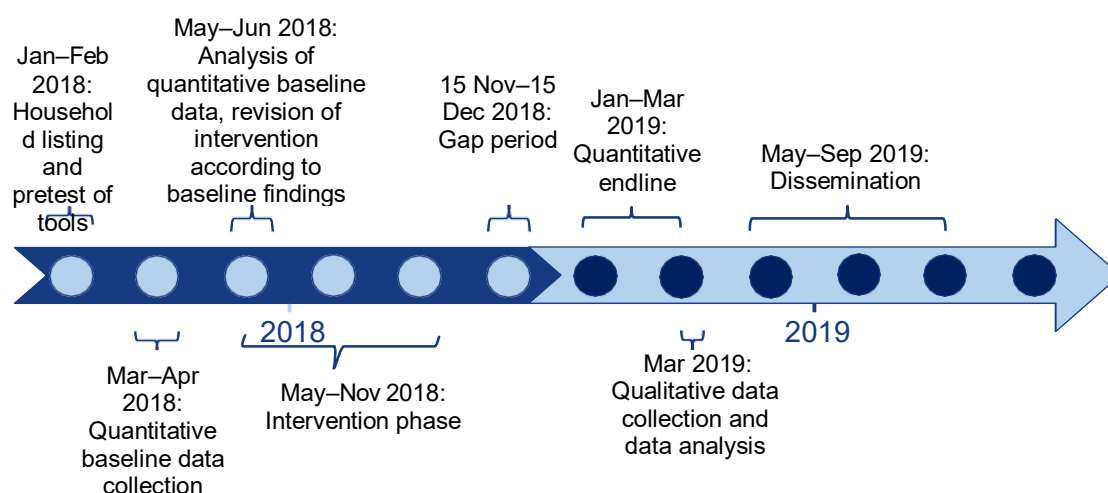 Jan–Feb
2018:
Househol
d listing
and
pretest of
tools
May–Jun 2018:
Analysis of
quantitative baseline
data, revision of
intervention
according to
baseline findings
15 Nov–15
Dec 2018:
Gap period
Jan–Mar
2019:
Quantitative
endline
May–Sep 2019:
Dissemination
2018
2019
Mar–Apr
2018:
Quantitative
baseline data
collection
May–Nov 2018:
Intervention phase
Mar 2019:
Qualitative data
collection and
data analysis